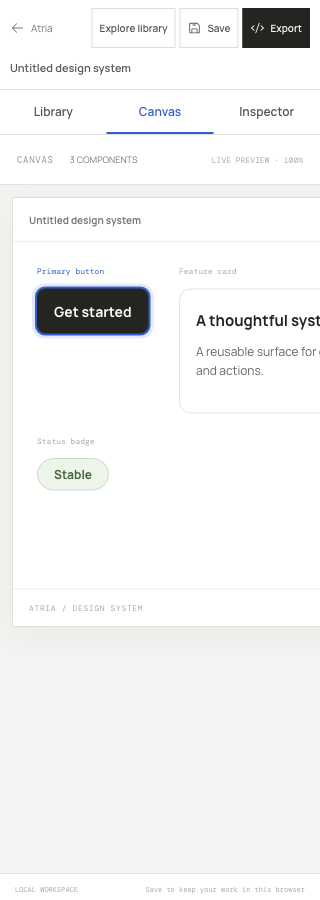 Atria
Explore library
Save
Export
Untitled design system
Library
Canvas
Inspector
CANVAS
3 COMPONENTS
LIVE PREVIEW · 100%
Untitled design system
Primary button
Feature card
Get started
A thoughtful syst
A reusable surface for
and actions.
Status badge
Stable
ATRIA / DESIGN SYSTEM
LOCAL WORKSPACE
Save to keep your work in this browser